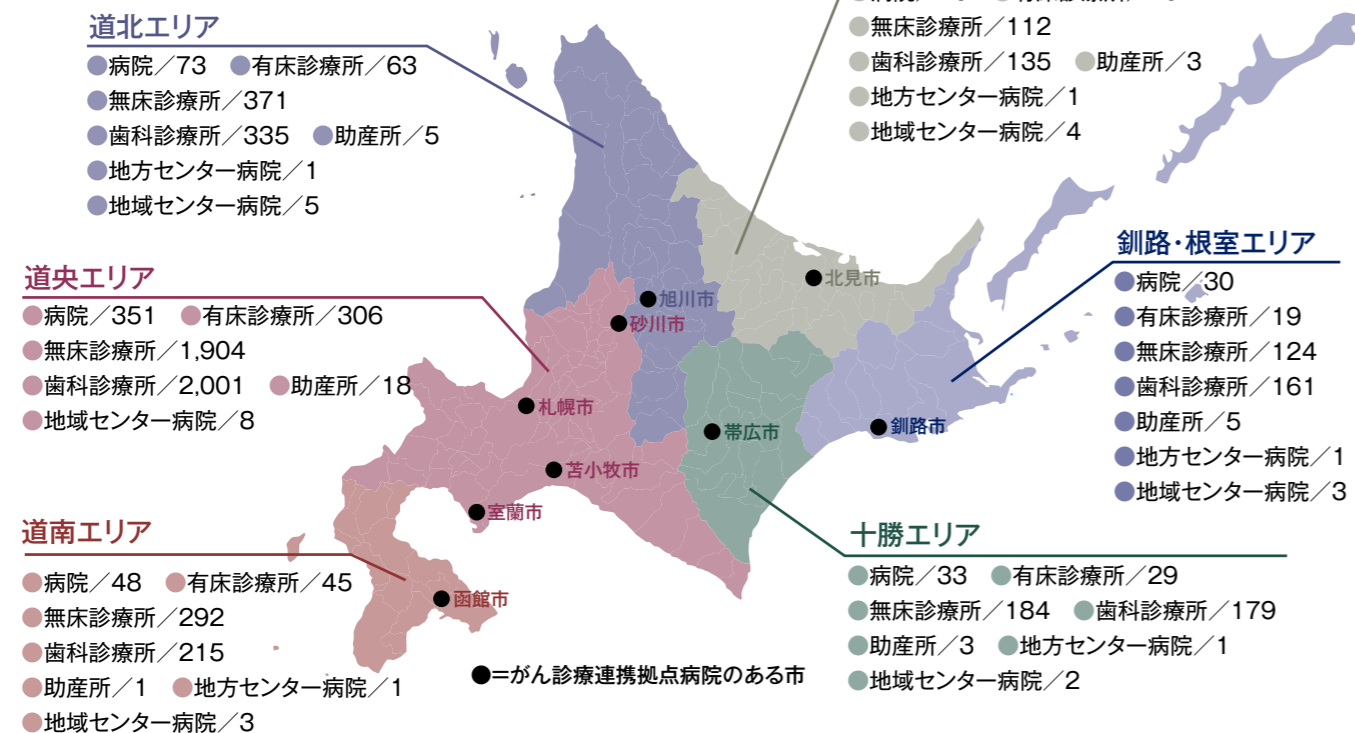 道北エリア
●病院／73　●有床診療所／63
●無床診療所／371
●歯科診療所／335　●助産所／5
●地方センター病院／1
●地域センター病院／5
●無床診療所／112
●歯科診療所／135　●助産所／3
●地方センター病院／1
●地域センター病院／4
釧路・根室エリア
●病院／30
●有床診療所／19
●無床診療所／124
●歯科診療所／161
●助産所／5
●地方センター病院／1
●地域センター病院／3
道央エリア
●病院／351　●有床診療所／306
●無床診療所／1,904
●歯科診療所／2,001　●助産所／18
●地域センター病院／8
北見市
旭川市
砂川市
札幌市
帯広市
釧路市
苫小牧市
室蘭市
函館市
道南エリア
●病院／48　●有床診療所／45
●無床診療所／292
●歯科診療所／215
●助産所／1　●地方センター病院／1
●地域センター病院／3
●＝がん診療連携拠点病院のある市
十勝エリア
●病院／33　●有床診療所／29
●無床診療所／184　●歯科診療所／179
●助産所／3　●地方センター病院／1
●地域センター病院／2